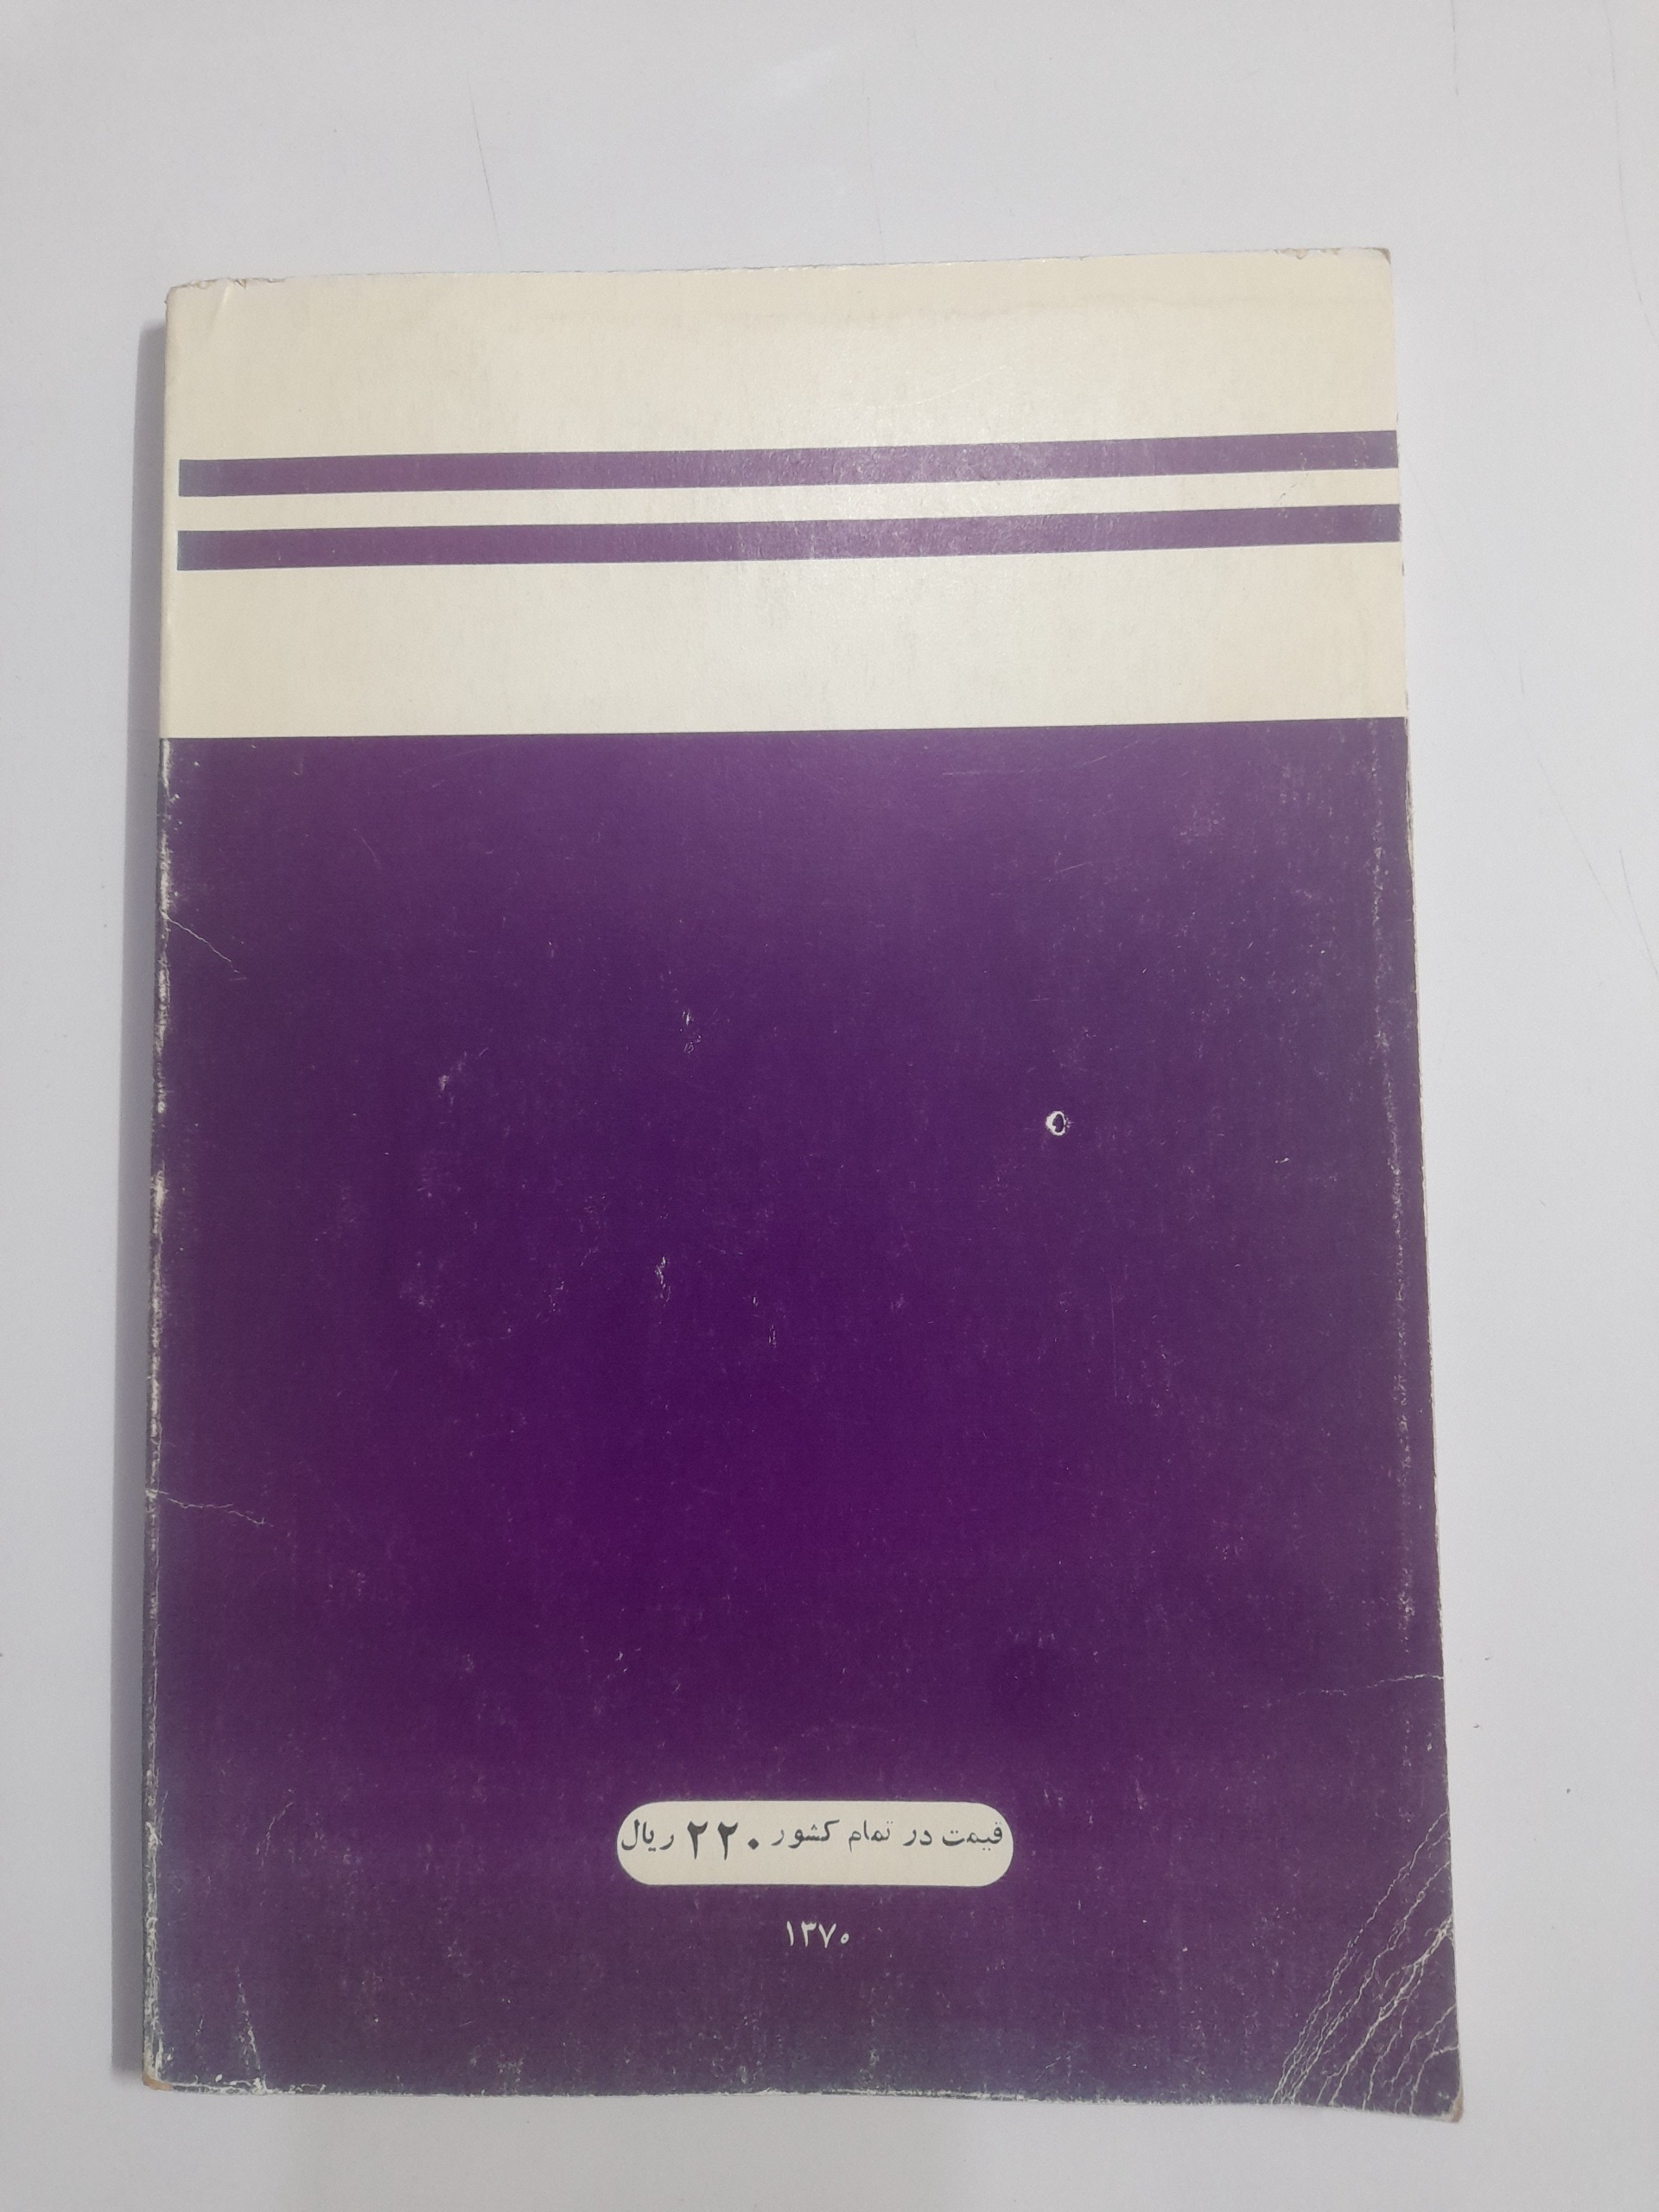 قیمت در تمام کشور ۲۲۰ ریال
۱۳۷۰